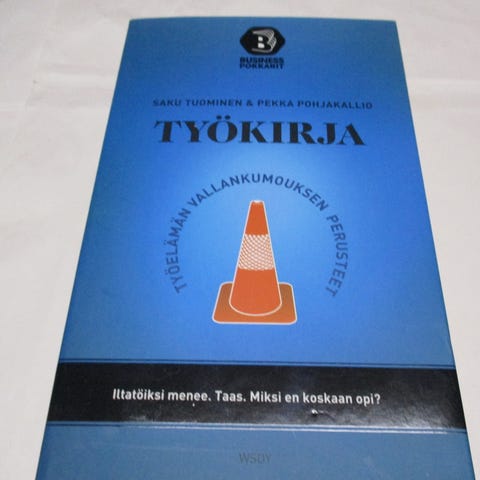 B
BUSINESS
POKKARIT
SAKU TUOMINEN & PEKKA POHJAKALLIO
TYÖKIRJA
TYÖELÄMÄN VALLANKUMOUKSEN PERUSTEET
Iltatöiksi menee. Taas. Miksi en koskaan opi?
WSOY